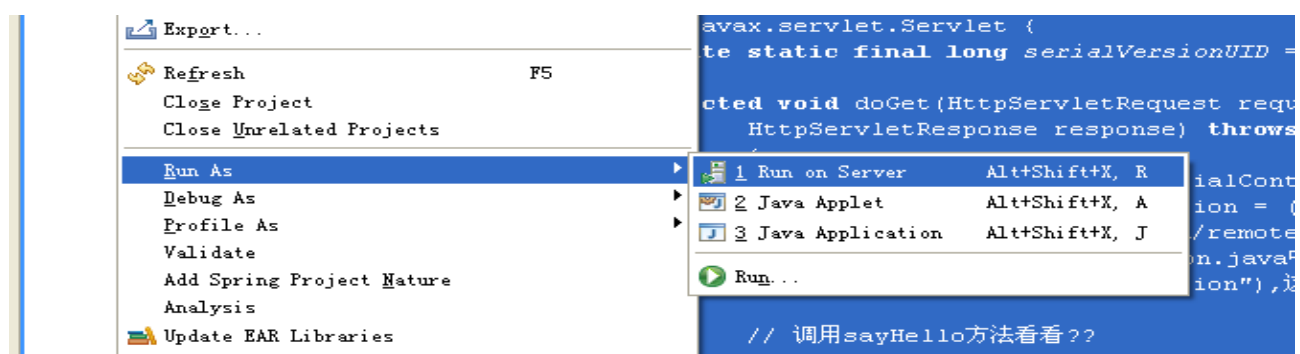 Export...
Refresh F5
Close Project
Close Unrelated Projects
Run As
Debug As
Profile As
Validate
Add Spring Project Nature
Analysis
Update EAR Libraries
1 Run on Server Alt+Shift+X, R
2 Java Applet Alt+Shift+X, A
3 Java Application Alt+Shift+X, J
Run...
avax.servlet.Servlet {
te static final long serialVersionUID =
cted void doGet(HttpServletRequest requ
HttpServletResponse response) throws
ialCont
ion = (
/remote
n.java
ion"),这
// 调用sayHello方法看看??